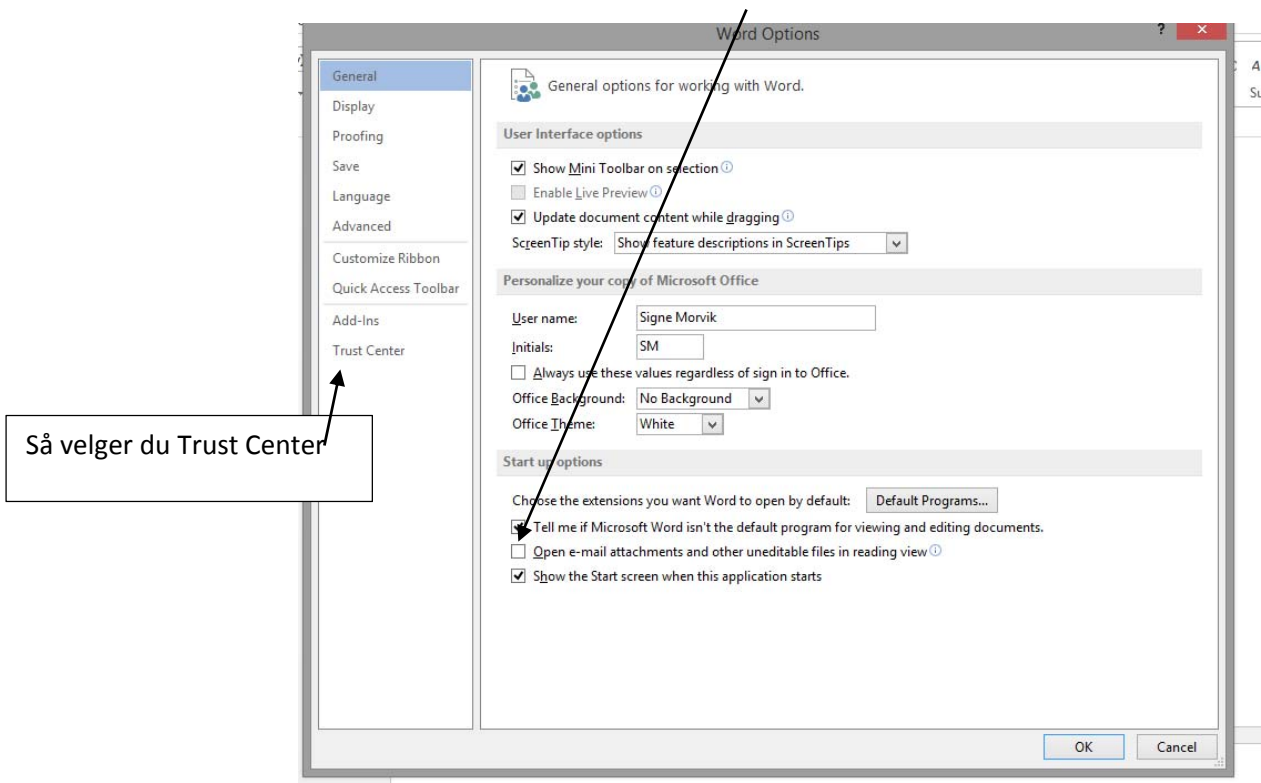 Word Options
?
General
Display
Proofing
Save
Language
Advanced
Customize Ribbon
Quick Access Toolbar
Add-Ins
Trust Center
Så velger du Trust Center
General options for working with Word.
User Interface options
Show Mini Toolbar on selection
Enable Live Preview
Update document content while dragging
ScreenTip style: Show feature descriptions in ScreenTips
Personalize your copy of Microsoft Office
User name: Signe Morvik
Initials: SM
Always use these values regardless of sign in to Office.
Office Background: No Background
Office Theme: White
Start up options
Choose the extensions you want Word to open by default: Default Programs...
Tell me if Microsoft Word isn't the default program for viewing and editing documents.
Open e-mail attachments and other uneditable files in reading view
Show the Start screen when this application starts
OK Cancel